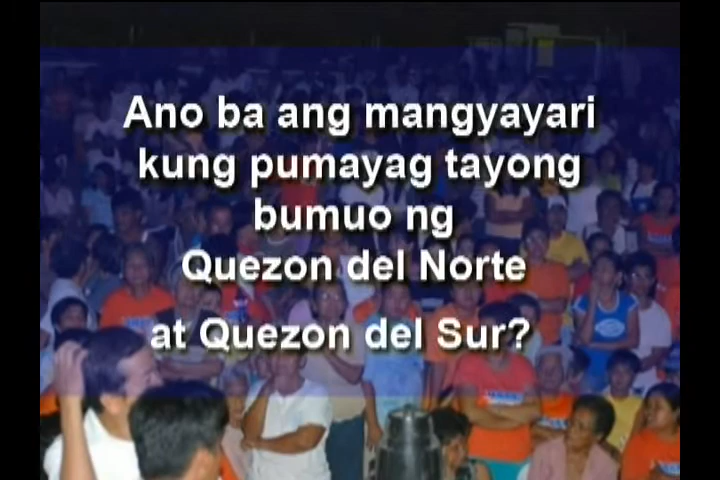 Ano ba ang mangyayari
kung pumayag tayong
bumuo ng
Quezon del Norte
at Quezon del Sur?